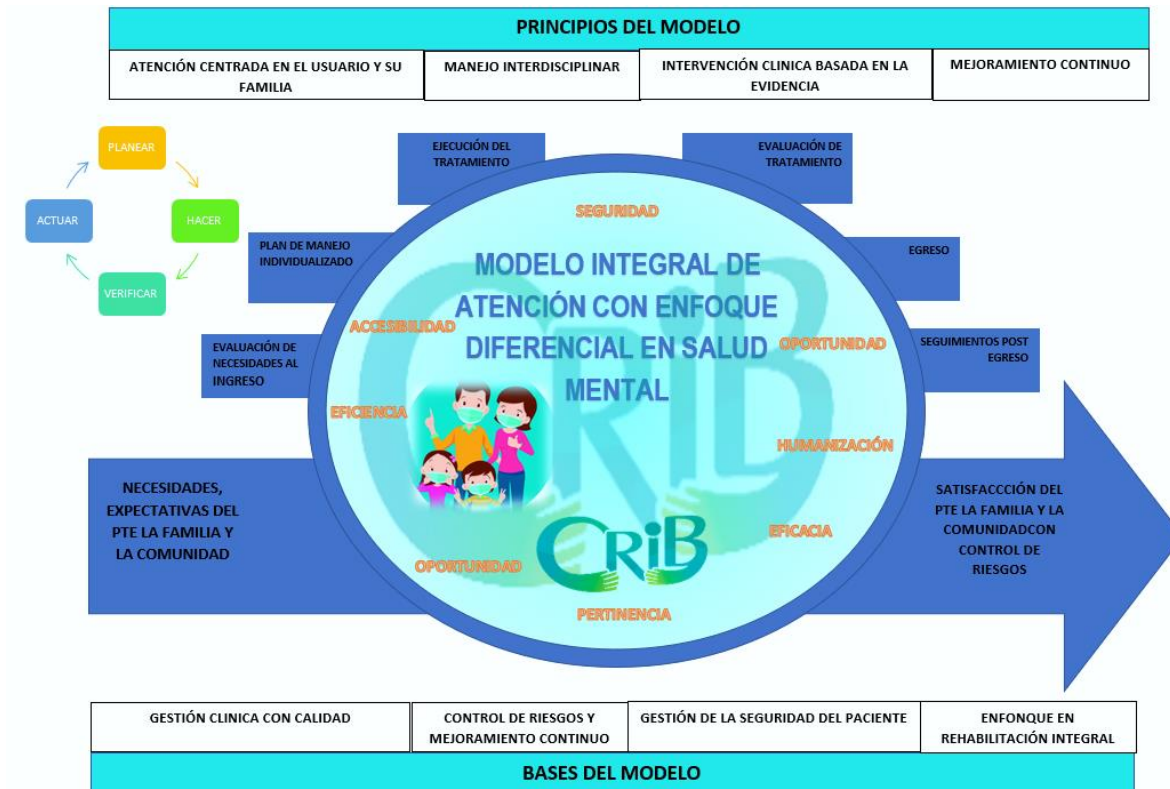 PRINCIPIOS DEL MODELO
ATENCIÓN CENTRADA EN EL USUARIO Y SU
FAMILIA
MANEJO INTERDISCIPLINAR
INTERVENCIÓN CLINICA BASADA EN LA
EVIDENCIA
MEJORAMIENTO CONTINUO
PLANEAR
HACER
VERIFICAR
ACTUAR
EVALUACIÓN DE
NECESIDADES AL
INGRESO
PLAN DE MANEJO
INDIVIDUALIZADO
EJECUCIÓN DEL
TRATAMIENTO
EVALUACIÓN DE
TRATAMIENTO
EGRESO
SEGUIMIENTOS POST
EGRESO
SEGURIDAD
MODELO INTEGRAL DE
ATENCIÓN CON ENFOQUE
DIFERENCIAL EN SALUD
MENTAL
ACCESIBILIDAD
OPORTUNIDAD
EFICIENCIA
HUMANIZACIÓN
EFICACIA
OPORTUNIDAD
PERTINENCIA
CRiB
CRiB
NECESIDADES,
EXPECTATIVAS DEL
PTE LA FAMILIA Y
LA COMUNIDAD
SATISFACCCIÓN DEL
PTE LA FAMILIA Y LA
COMUNIDADCON
CONTROL DE
RIESGOS
GESTIÓN CLINICA CON CALIDAD
CONTROL DE RIESGOS Y
MEJORAMIENTO CONTINUO
GESTIÓN DE LA SEGURIDAD DEL PACIENTE
ENFONQUE EN
REHABILITACIÓN INTEGRAL
BASES DEL MODELO